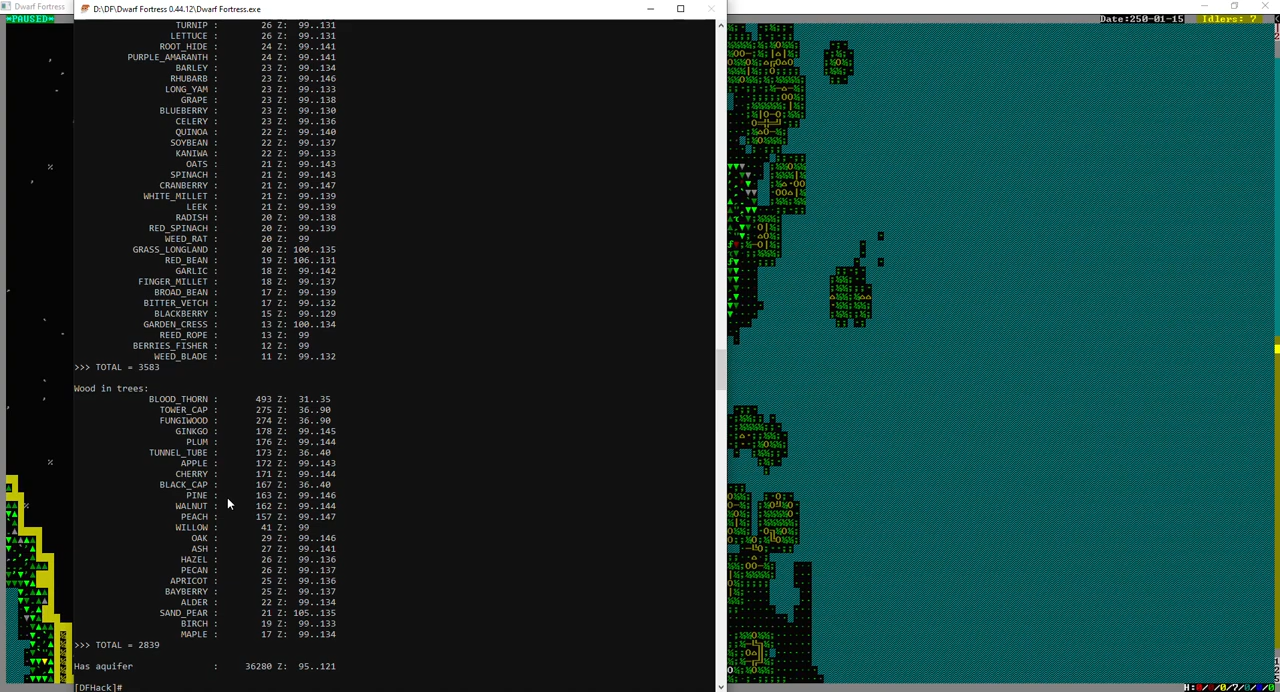 Dwarf Fortress
D:\DF\Dwarf Fortress 0.44.12\Dwarf Fortress.exe
*PAUSED*
Date:250-01-15
Idlers: 7
TURNIP : 26 Z: 99..131
LETTUCE : 26 Z: 99..131
ROOT_HIDE : 24 Z: 99..141
PURPLE_AMARANTH : 24 Z: 99..141
BARLEY : 23 Z: 99..134
RHUBARB : 23 Z: 99..146
LONG_YAM : 23 Z: 99..133
GRAPE : 23 Z: 99..138
BLUEBERRY : 23 Z: 99..130
CELERY : 23 Z: 99..136
QUINOA : 22 Z: 99..140
SOYBEAN : 22 Z: 99..137
KANIWA : 22 Z: 99..133
OATS : 21 Z: 99..143
SPINACH : 21 Z: 99..143
CRANBERRY : 21 Z: 99..147
WHITE_MILLET : 21 Z: 99..139
LEEK : 21 Z: 99..139
RADISH : 20 Z: 99..138
RED_SPINACH : 20 Z: 99..139
WEED_RAT : 20 Z: 99
GRASS_LONGLAND : 20 Z: 100..135
RED_BEAN : 19 Z: 106..131
GARLIC : 18 Z: 99..142
FINGER_MILLET : 18 Z: 99..137
BROAD_BEAN : 17 Z: 99..139
BITTER_VETCH : 17 Z: 99..132
BLACKBERRY : 15 Z: 99..129
GARDEN_CRESS : 13 Z: 100..134
REED_ROPE : 13 Z: 99
BERRIES_FISHER : 12 Z: 99
WEED_BLADE : 11 Z: 99..132
>>> TOTAL = 3583
Wood in trees:
BLOOD_THORN : 493 Z: 31..35
TOWER_CAP : 275 Z: 36..90
FUNGIWOOD : 274 Z: 36..90
GINKGO : 178 Z: 99..145
PLUM : 176 Z: 99..144
TUNNEL_TUBE : 173 Z: 36..40
APPLE : 172 Z: 99..143
CHERRY : 171 Z: 99..144
BLACK_CAP : 167 Z: 36..40
PINE : 163 Z: 99..146
WALNUT : 162 Z: 99..144
PEACH : 157 Z: 99..147
WILLOW : 41 Z: 99
OAK : 29 Z: 99..146
ASH : 27 Z: 99..141
HAZEL : 26 Z: 99..136
PECAN : 26 Z: 99..137
APRICOT : 25 Z: 99..136
BAYBERRY : 25 Z: 99..137
ALDER : 22 Z: 99..134
SAND_PEAR : 21 Z: 105..135
BIRCH : 19 Z: 99..133
MAPLE : 17 Z: 99..134
>>> TOTAL = 2839
Has aquifer : 36280 Z: 95..121
[DFHack]#